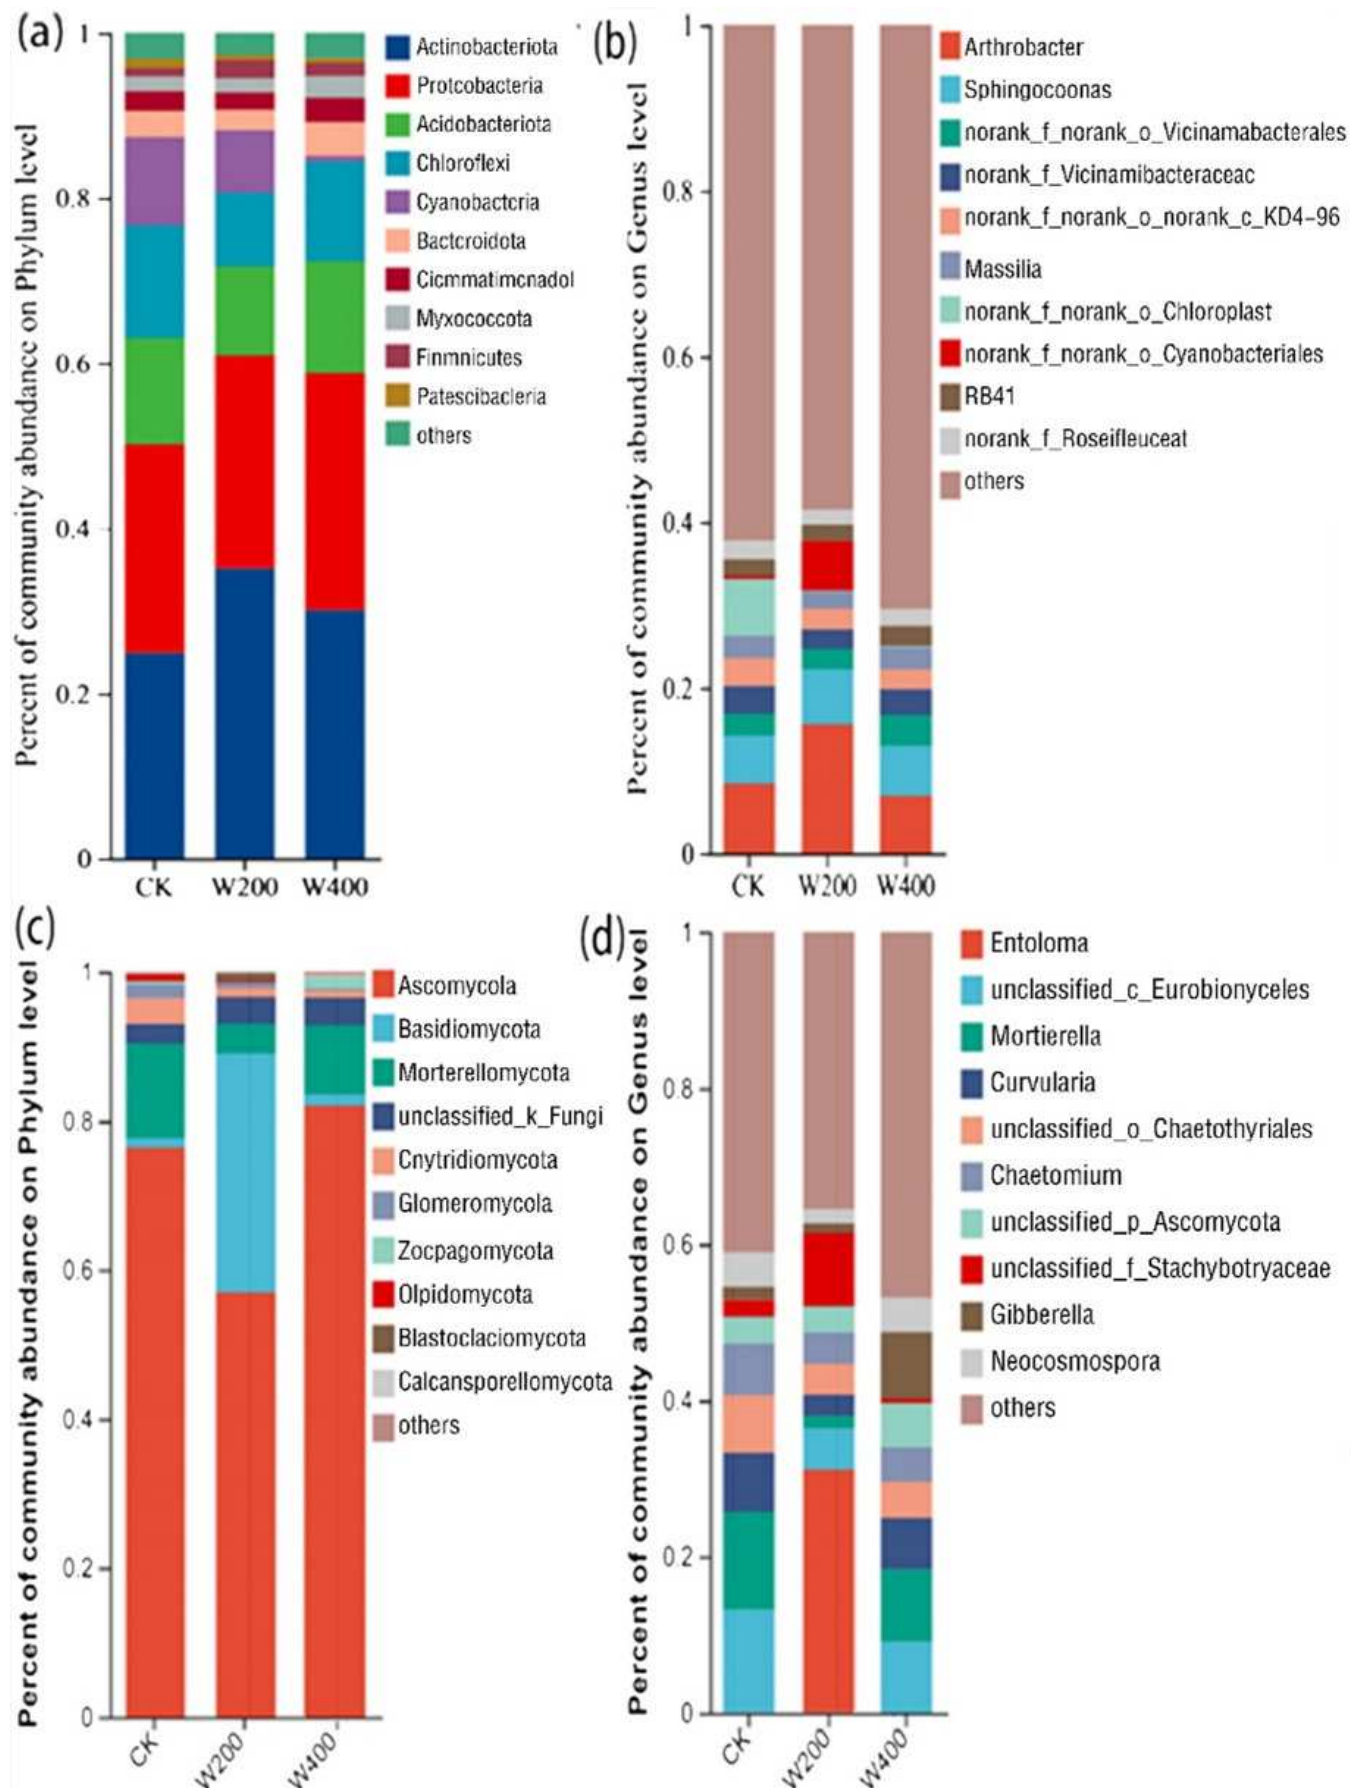 (a)
Percent of community abundance on Phylum level
1
0.8
0.6
0.4
0.2
0
CK W200 W400
Actinobacteriota
Protcobacteria
Acidobacteriota
Chloroflexi
Cyanobactcria
Bactcroidota
Cicmmatimcnadol
Myxococcota
Finmnicutes
Patescibacleria
others
(b)
Percent of community abundance on Genus level
1
0.8
0.6
0.4
0.2
0
CK W200 W400
Arthrobacter
Sphingocoonas
norank_f_norank_o_Vicinamabacterales
norank_f_Vicinamibacteraceac
norank_f_norank_o_norank_c_KD4-96
Massilia
norank_f_norank_o_Chloroplast
norank_f_norank_o_Cyanobacteriales
RB41
norank_f_Roseifleuceat
others
(c)
Percent of community abundance on Phylum level
1
0.8
0.6
0.4
0.2
0
CK W200 W400
Ascomycola
Basidiomycota
Morterellomycota
unclassified_k_Fungi
Cnytridiomycota
Glomeromycola
Zocpagomycota
Olpidomycota
Blastoclaciomycota
Calcansporellomycota
others
(d)
Percent of community abundance on Genus level
1
0.8
0.6
0.4
0.2
0
CK W200 W400
Entoloma
unclassified_c_Eurobionyceles
Mortierella
Curvularia
unclassified_o_Chaetothyriales
Chaetomium
unclassified_p_Ascomycota
unclassified_f_Stachybotryaceae
Gibberella
Neocosmospora
others